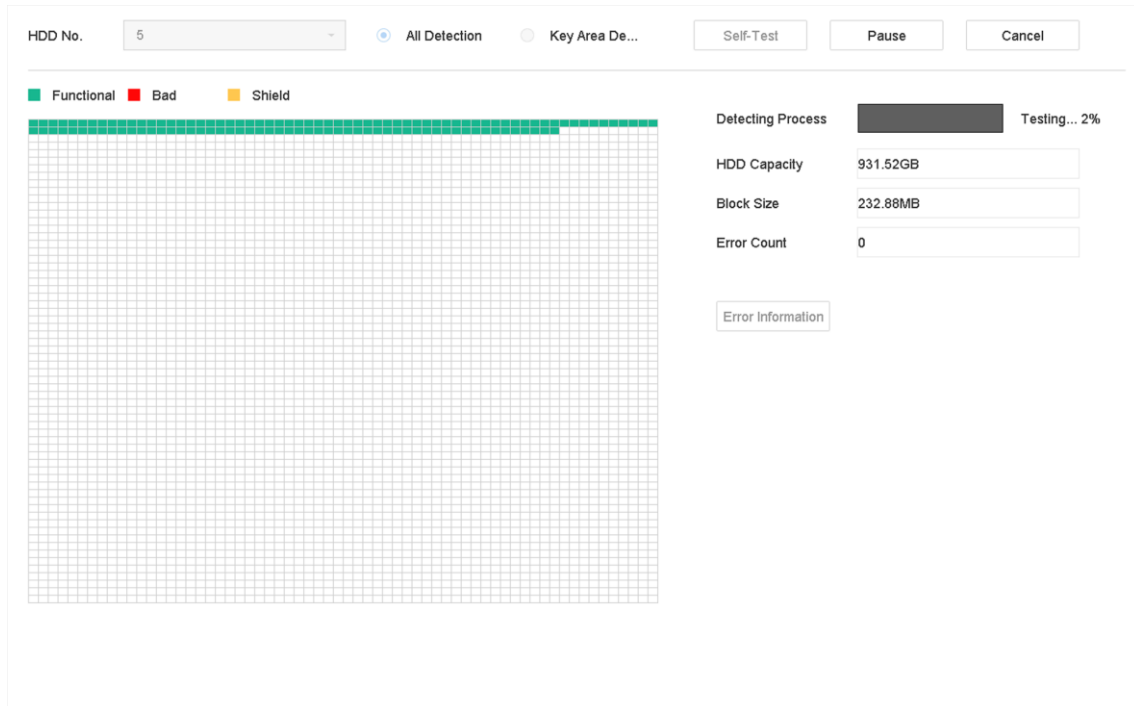 HDD No. 5 All Detection Key Area De... Self-Test Pause Cancel
Functional Bad Shield
Detecting Process Testing... 2%
HDD Capacity 931.52GB
Block Size 232.88MB
Error Count 0
Error Information